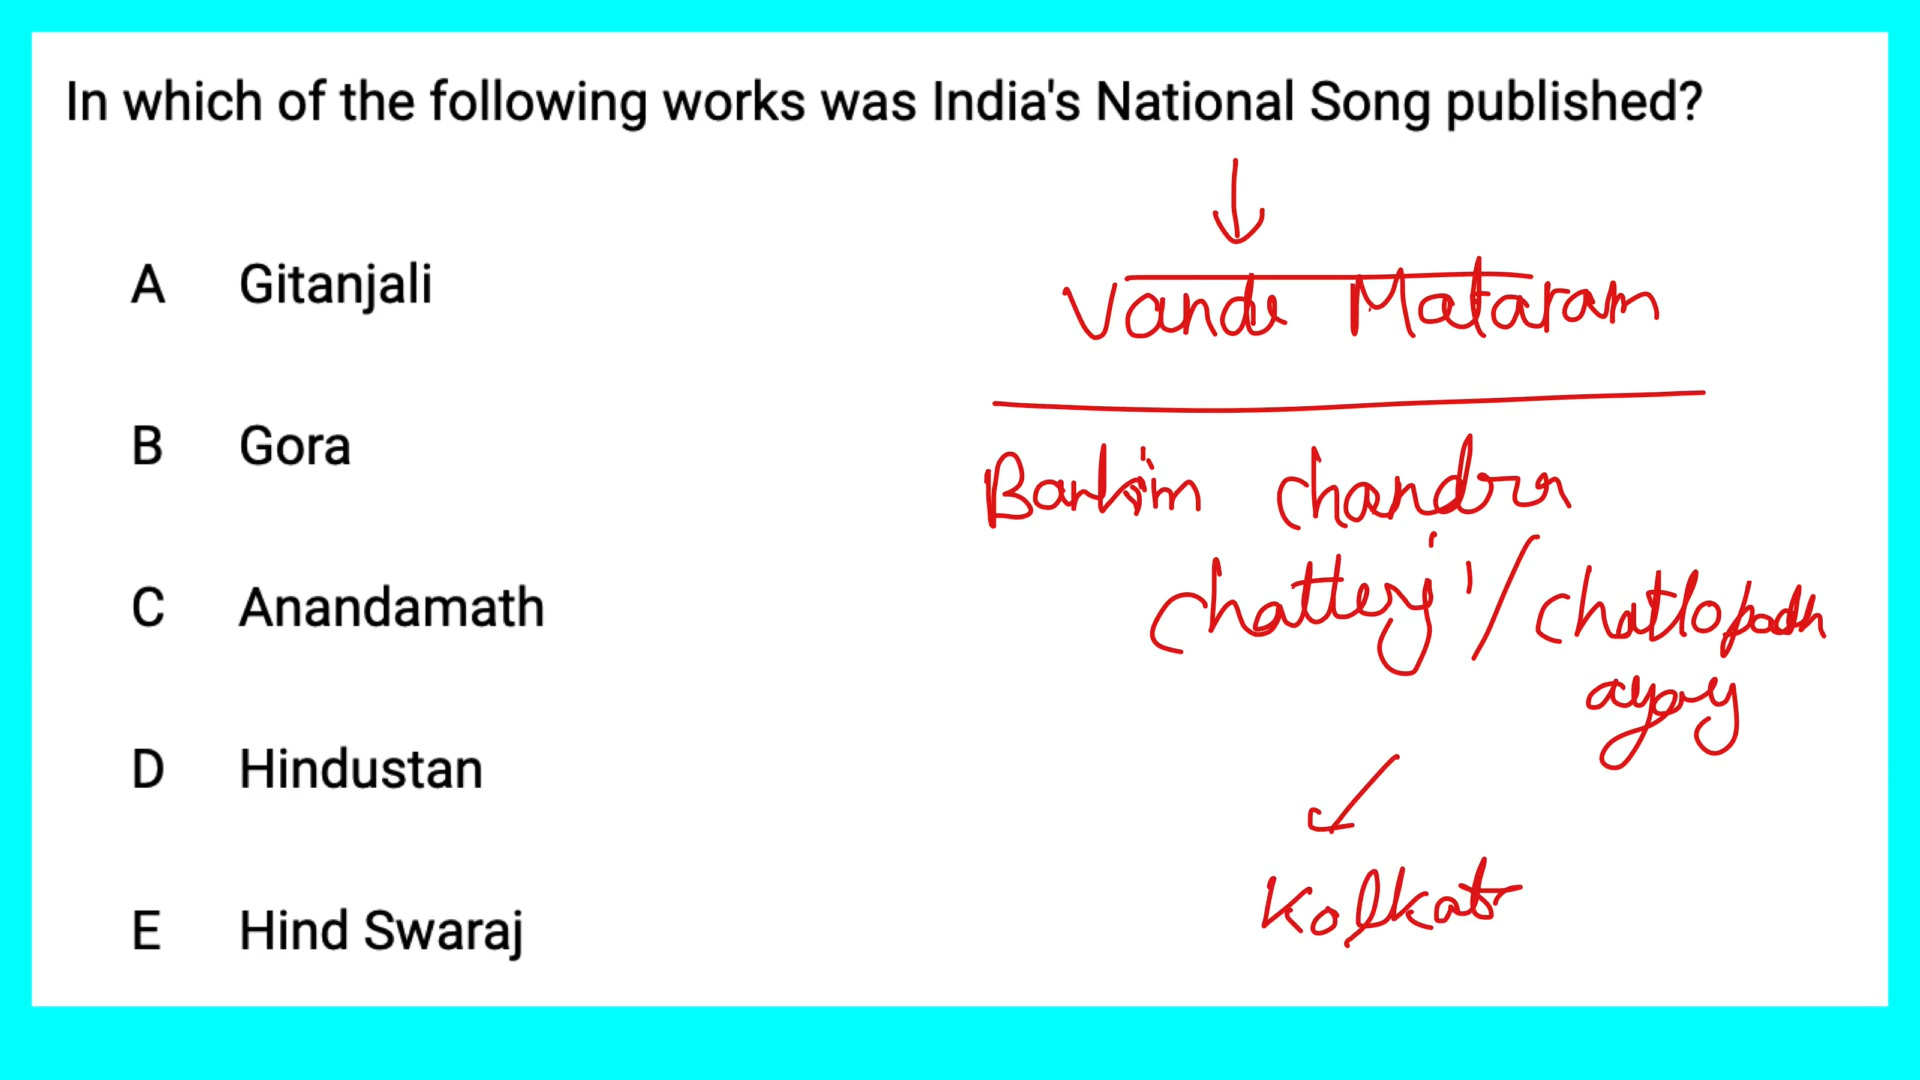 In which of the following works was India's National Song published?
A Gitanjali
B Gora
C Anandamath
D Hindustan
E Hind Swaraj
Vande Mataram
Bankim Chandra
Chatterji / Chattopadh
ayay
Kolkat